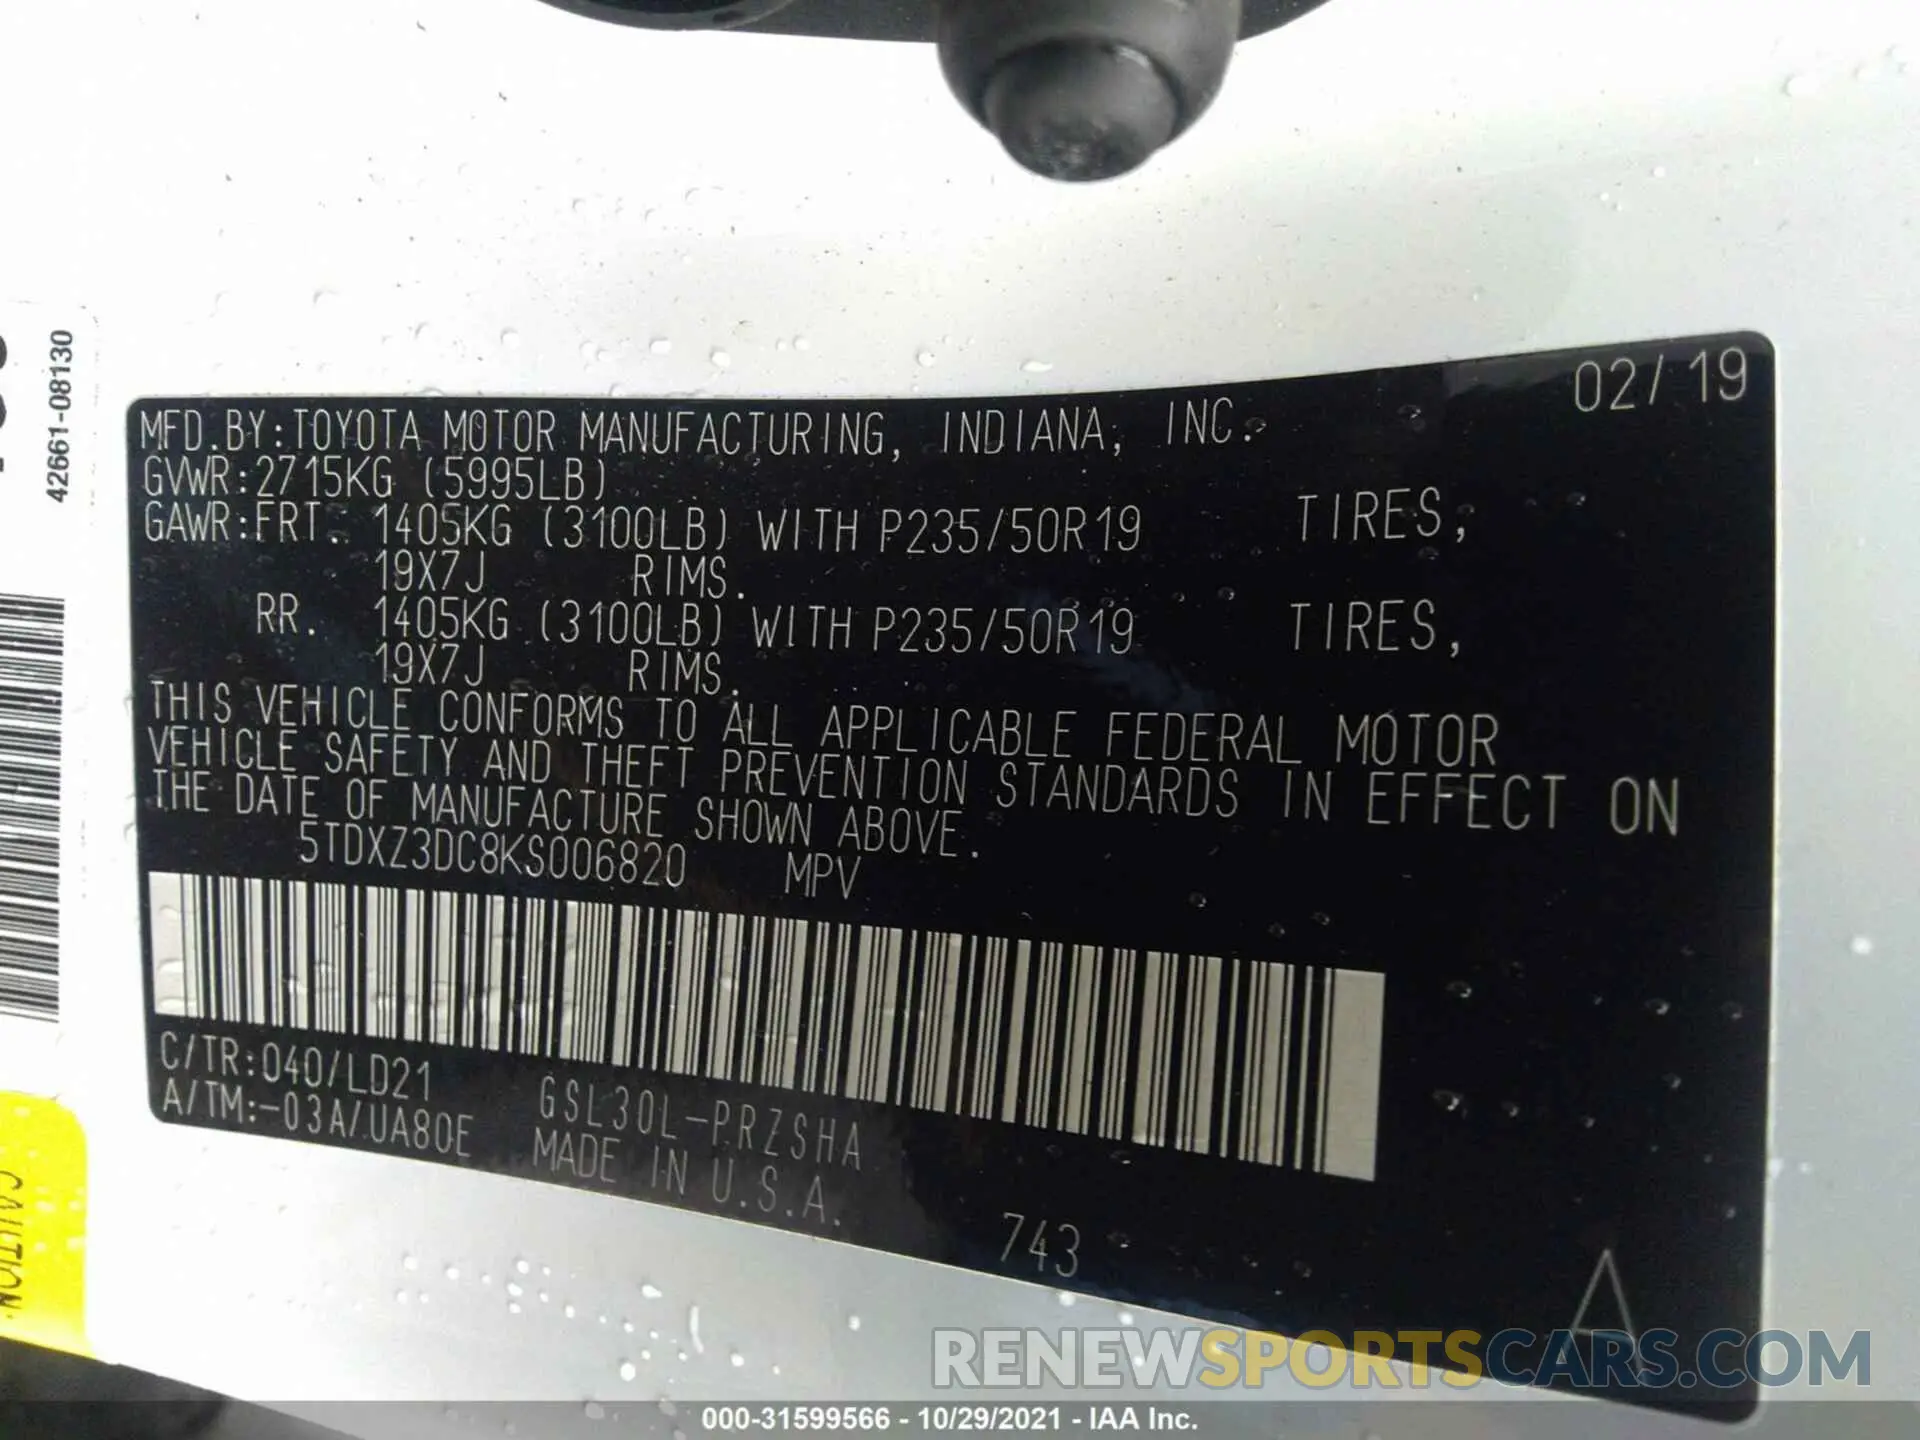 02/19
MFD.BY:TOYOTA MOTOR MANUFACTURING, INDIANA, INC.
GVWR:2715KG (5995LB)
GAWR:FRT. 1405KG (3100LB) WITH P235/50R19 TIRES,
19X7J RIMS.
RR. 1405KG (3100LB) WITH P235/50R19 TIRES,
19X7J RIMS.
THIS VEHICLE CONFORMS TO ALL APPLICABLE FEDERAL MOTOR
VEHICLE SAFETY AND THEFT PREVENTION STANDARDS IN EFFECT ON
THE DATE OF MANUFACTURE SHOWN ABOVE.
5TDXZ3DC8KS006820 MPV
C/TR:040/LD21
A/TM:-03A/UA80E
GSL30L-PRZSHA
MADE IN U.S.A.
743
42661-08130
CAUTION
RENEWSPORTSCARS.COM
000-31599566 - 10/29/2021 - IAA Inc.